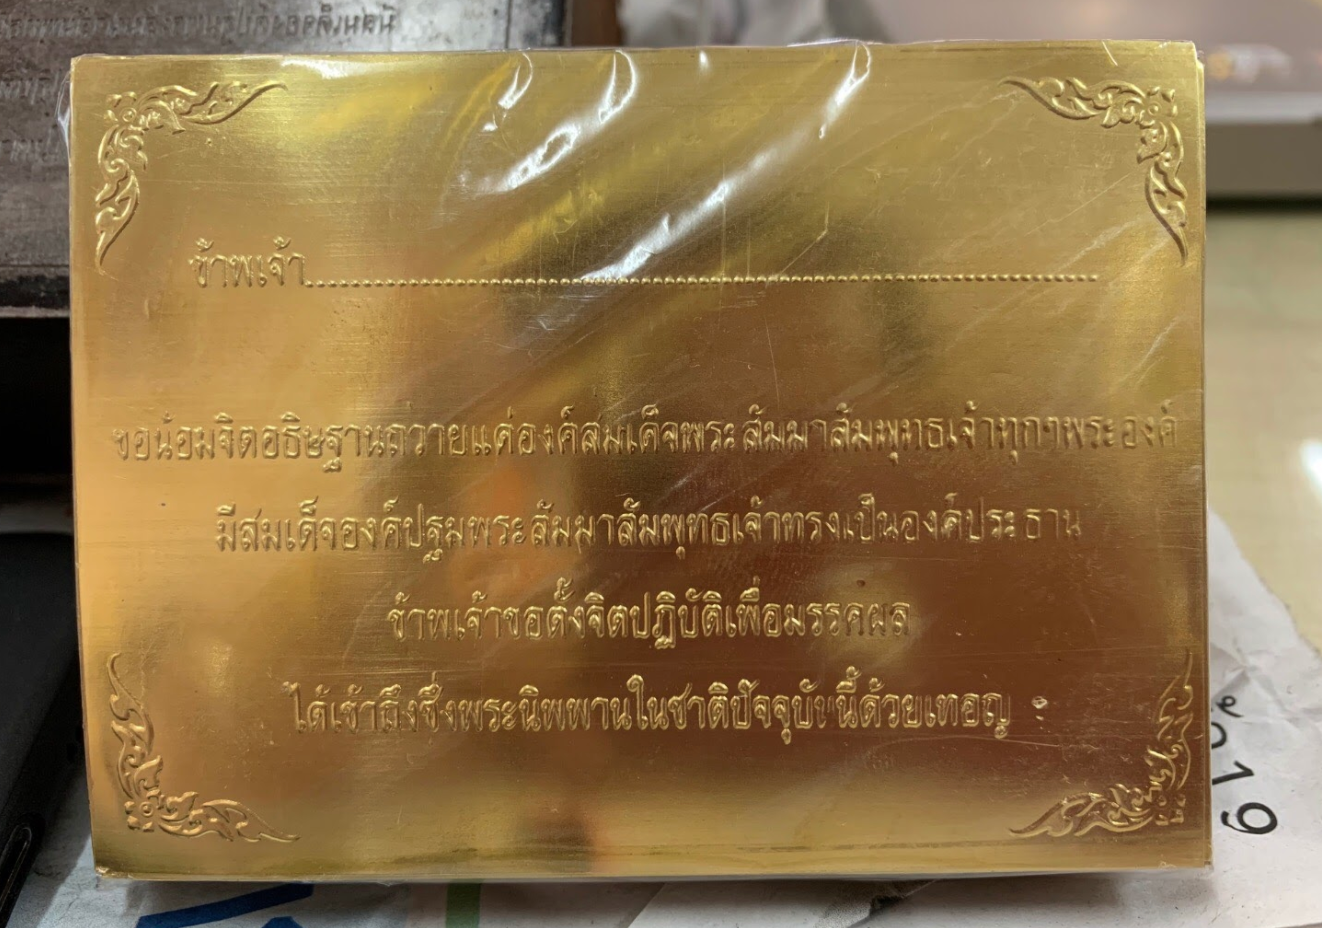 ข้าพเจ้า..........................................................................................
ขอน้อมจิตอธิษฐานถวายแด่องค์สมเด็จพระสัมมาสัมพุทธเจ้าทุกๆพระองค์
มีสมเด็จองค์ปฐมพระสัมมาสัมพุทธเจ้าทรงเป็นองค์ประธาน
ข้าพเจ้าขอตั้งจิตปฏิบัติเพื่อมรรคผล
ได้เข้าถึงซึ่งพระนิพพานในชาติปัจจุบันนี้ด้วยเทอญ